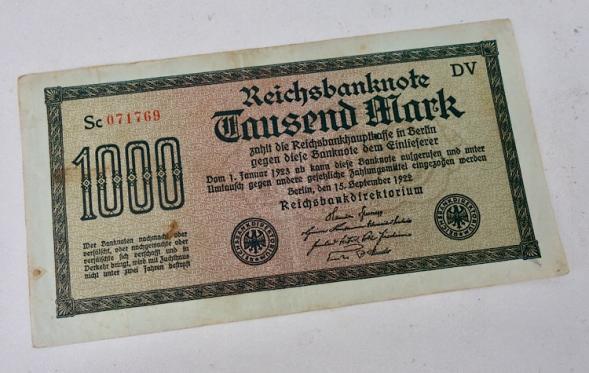 Reichsbanknote
DV
Sc 071769
Tausend Mark
1000
zahlt die Reichsbankhauptkasse in Berlin
gegen diese Banknote dem Einlieferer
Vom 1. Januar 1923 ab kann diese Banknote aufgerufen und unter
Umtausch gegen andere gesetzliche Zahlungsmittel eingezogen werden
Berlin, den 15. September 1922
Reichsbankdirektorium
Wer Banknoten nachmacht oder
verfälscht, oder nachgemachte oder
verfälschte sich verschafft und in
Verkehr bringt, wird mit Zuchthaus
nicht unter zwei Jahren bestraft